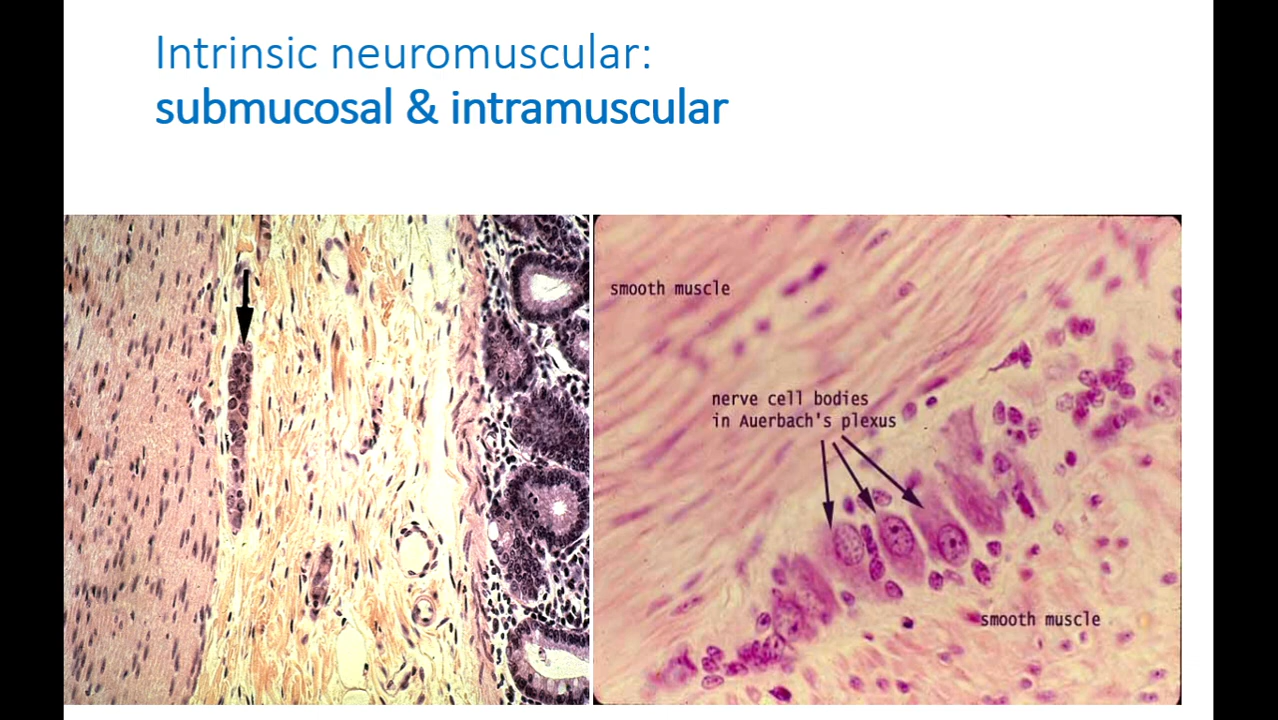 Intrinsic neuromuscular:
submucosal & intramuscular
smooth muscle
nerve cell bodies
in Auerbach's plexus
smooth muscle